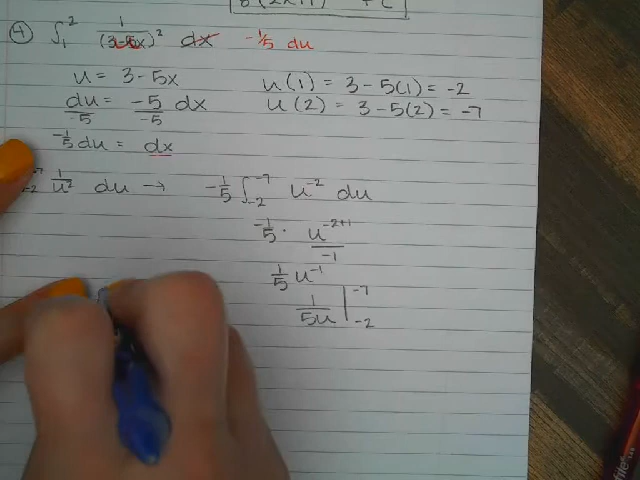 ④ ∫₁² 1/(3-5x)² dx -1/5 du
u = 3-5x u(1) = 3-5(1) = -2
du/-5 = -5/-5 dx u(2) = 3-5(2) = -7
-1/5 du = dx
-7 -2 1/u² du → -1/5 ∫₋₂⁻⁷ u⁻² du
-1/5 · u⁻²⁺¹/-1
1/5 u⁻¹
1/5u |₋₂⁻⁷